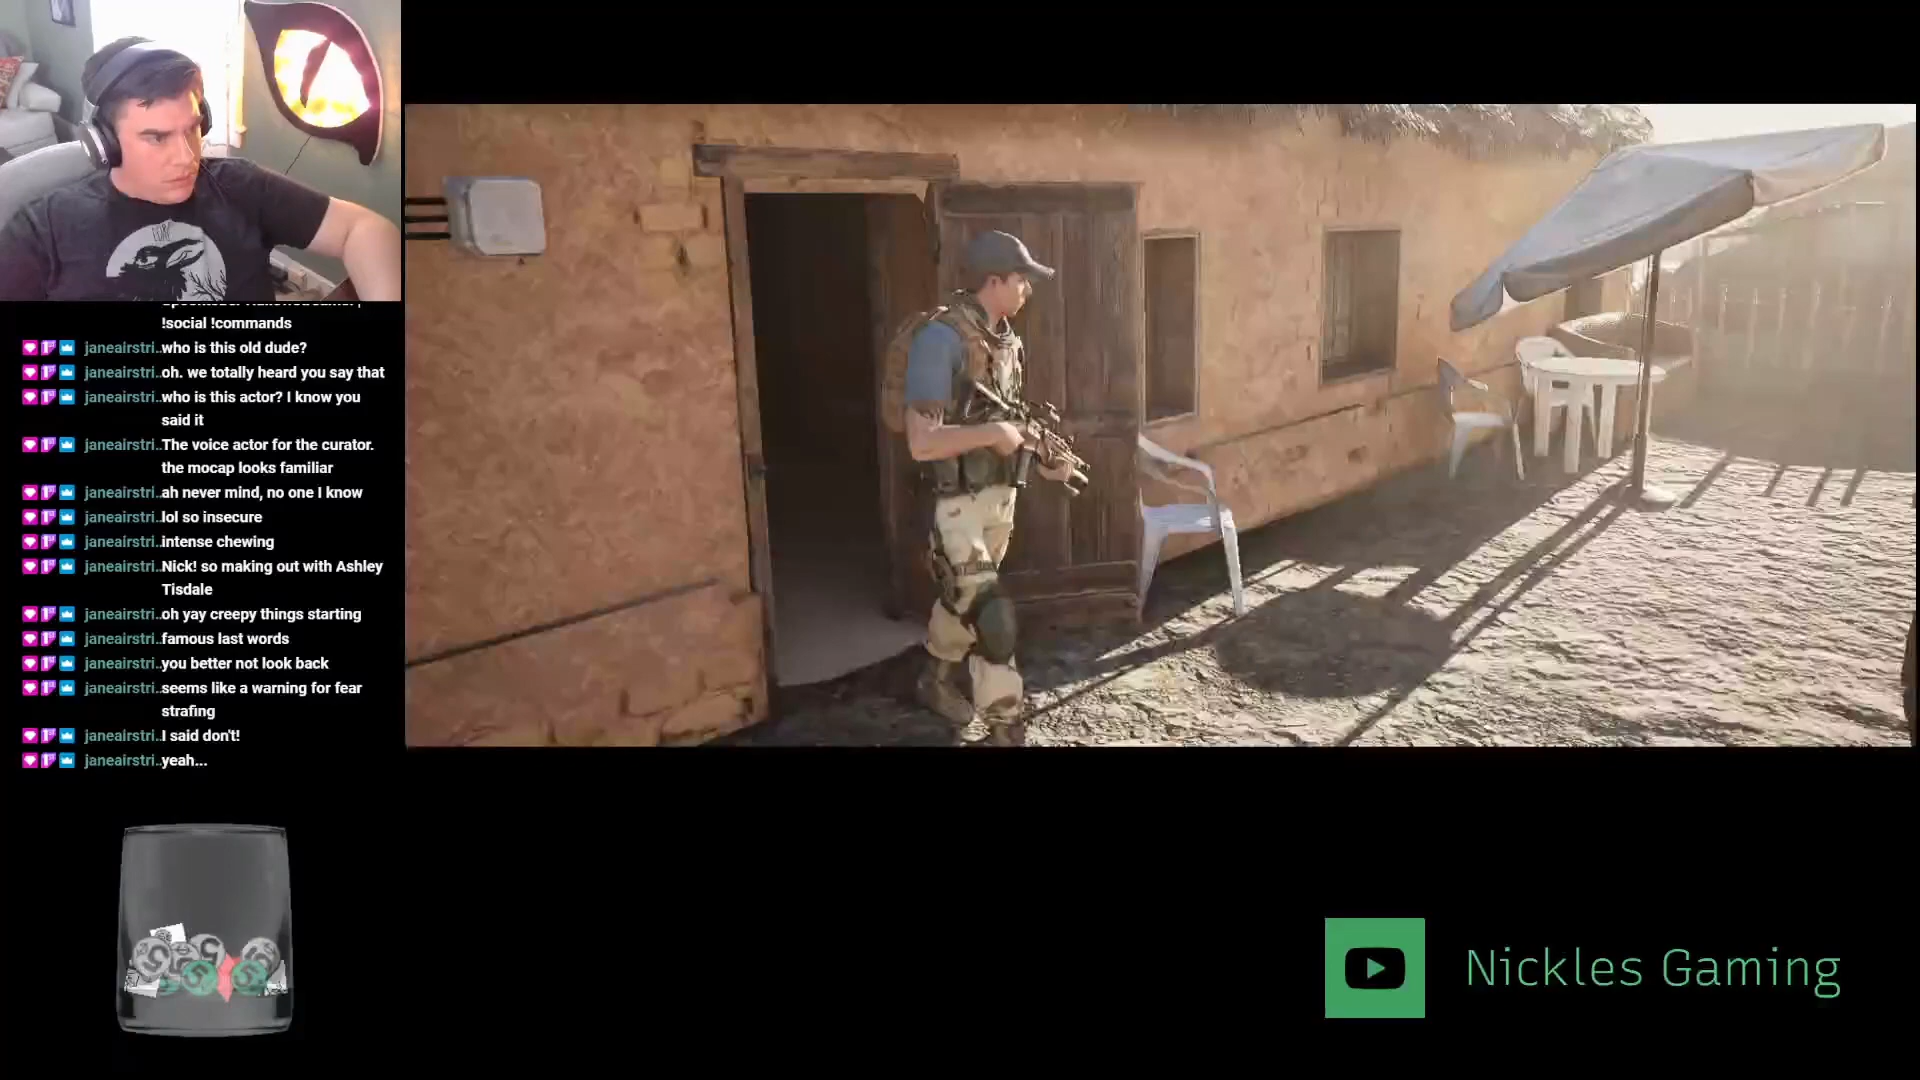 !social !commands
janeairstri..who is this old dude?
janeairstri..oh. we totally heard you say that
janeairstri..who is this actor? I know you
said it
janeairstri..The voice actor for the curator.
the mocap looks familiar
janeairstri..ah never mind, no one I know
janeairstri..lol so insecure
janeairstri..intense chewing
janeairstri..Nick! so making out with Ashley
Tisdale
janeairstri..oh yay creepy things starting
janeairstri..famous last words
janeairstri..you better not look back
janeairstri..seems like a warning for fear
strafing
janeairstri..I said don't!
janeairstri..yeah...
Nickles Gaming